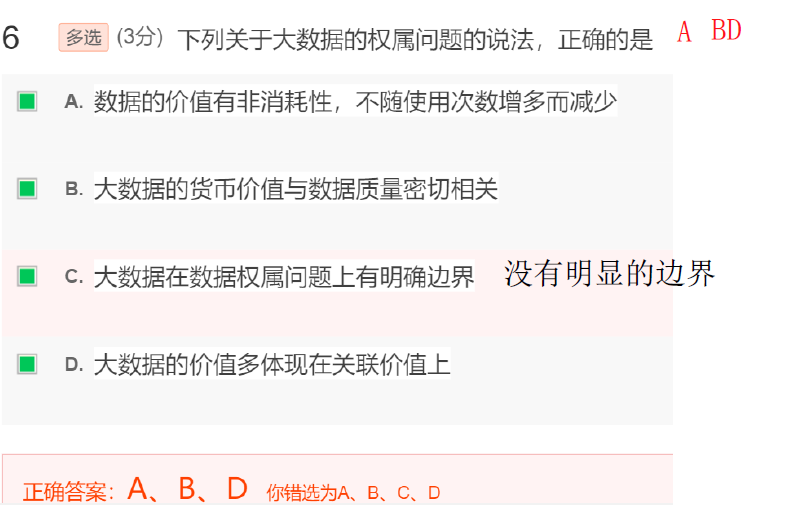 6 多选 (3分) 下列关于大数据的权属问题的说法，正确的是 A BD
A. 数据的价值有非消耗性，不随使用次数增多而减少
B. 大数据的货币价值与数据质量密切相关
C. 大数据在数据权属问题上有明确边界 没有明显的边界
D. 大数据的价值多体现在关联价值上
正确答案：A、B、D 你错选为A、B、C、D